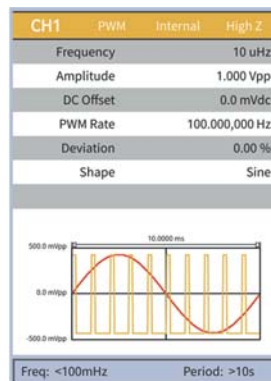 CH1 PWM Internal High Z
Frequency 10 uHz
Amplitude 1.000 Vpp
DC Offset 0.0 mVdc
PWM Rate 100.000,000 Hz
Deviation 0.00 %
Shape Sine
10.0000 ms
500.0 mVpp
0.0 mVpp
-500.0 mVpp
Freq: <100mHz Period: >10s